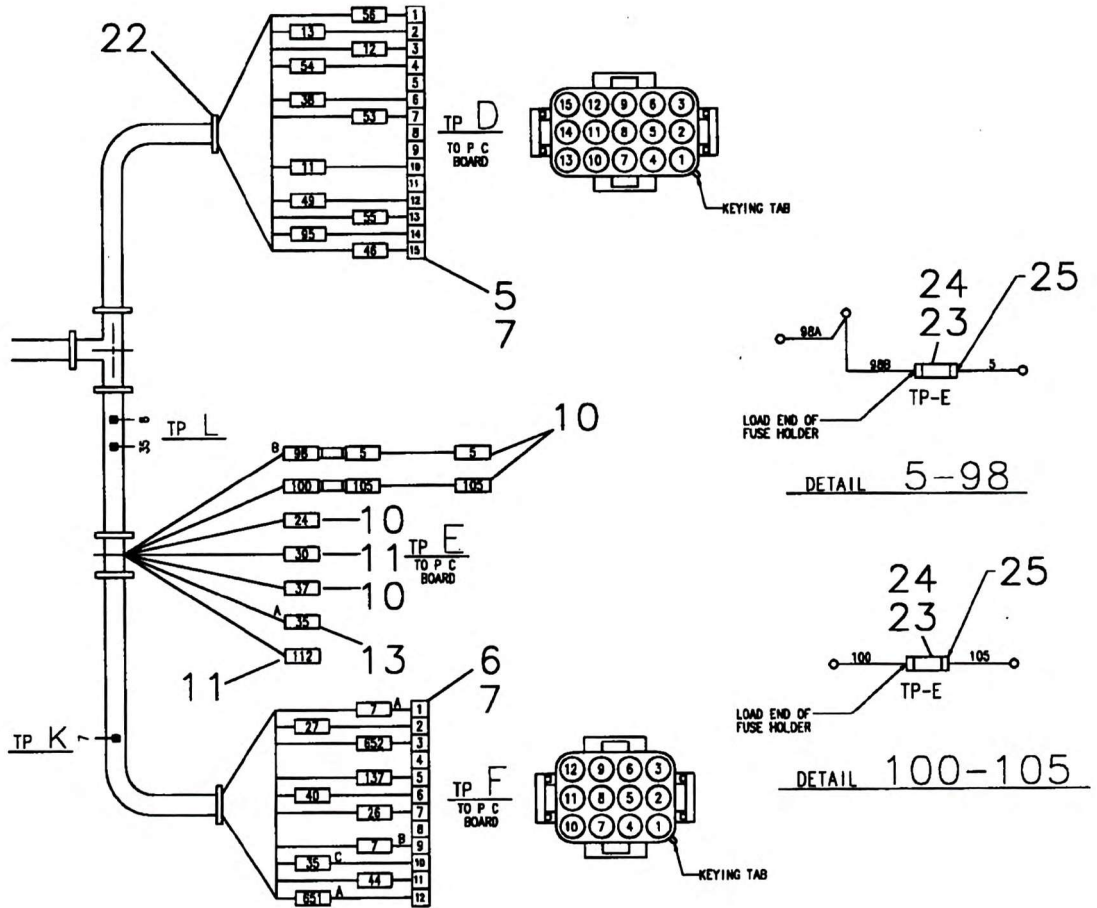 22
56
1
13
2
12
3
54
4
5
38
6
53
7
8
9
11
10
11
49
12
55
13
95
14
46
15
TP D
TO P C
BOARD
15 12 9 6 3
14 11 8 5 2
13 10 7 4 1
KEYING TAB
5
7
24
23
25
98A
98B
5
TP-E
LOAD END OF
FUSE HOLDER
DETAIL 5-98
TP L
35
B 98 5 5
10
100 105 105
24 10
30 11
TP E
TO P C
BOARD
37 10
A 35
13
112
11
24
23
25
100
105
TP-E
LOAD END OF
FUSE HOLDER
DETAIL 100-105
TP K 7
6
7
7 A 1
27 2
652 3
4
137 5
40 6
26 7
8
7 B 9
35 C 10
44 11
651 A 12
TP F
TO P C
BOARD
12 9 6 3
11 8 5 2
10 7 4 1
KEYING TAB